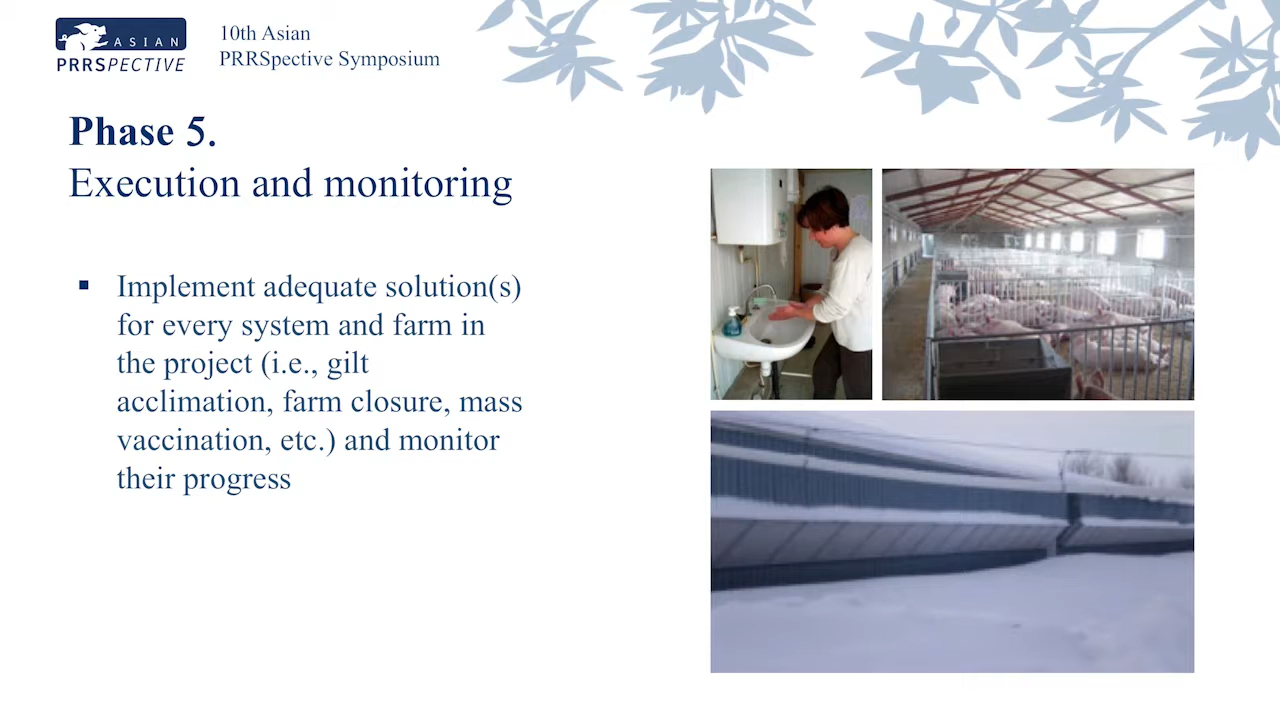 ASIAN
PRRSPECTIVE
10th Asian
PRRSpective Symposium
Phase 5.
Execution and monitoring
▪ Implement adequate solution(s)
for every system and farm in
the project (i.e., gilt
acclimation, farm closure, mass
vaccination, etc.) and monitor
their progress